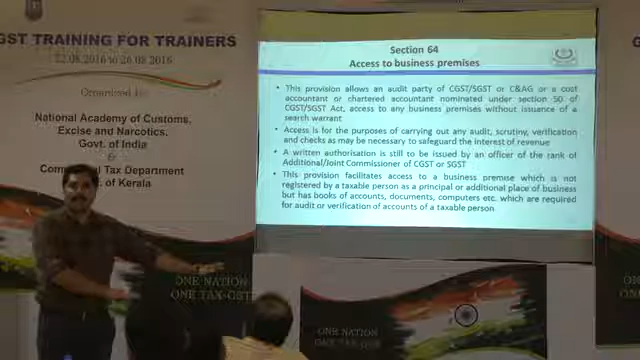 GST TRAINING FOR TRAINERS
22.08.2016 to 26.08.2016
Organised by
National Academy of Customs,
Excise and Narcotics,
Govt. of India
&
Tax Department
of Kerala
ONE NATION
ONE TAX-GST
Section 64
Access to business premises
• This provision allows an audit party of CGST/SGST or C&AG or a cost
accountant or chartered accountant nominated under section 50 of
CGST/SGST Act, access to any business premises without issuance of
a search warrant
• Access is for the purposes of carrying out any audit, scrutiny, verification
and checks as may be necessary to safeguard the interest of revenue
• A written authorisation is still to be issued by an officer of the rank of
Additional/Joint Commissioner of CGST or SGST
• This provision facilitates access to a business premise which is not
registered by a taxable person as a principal or additional place of business
but has books of accounts, documents, computers etc. which are required
for audit or verification of accounts of a taxable person
ONE NATION
ONE TAX-GST